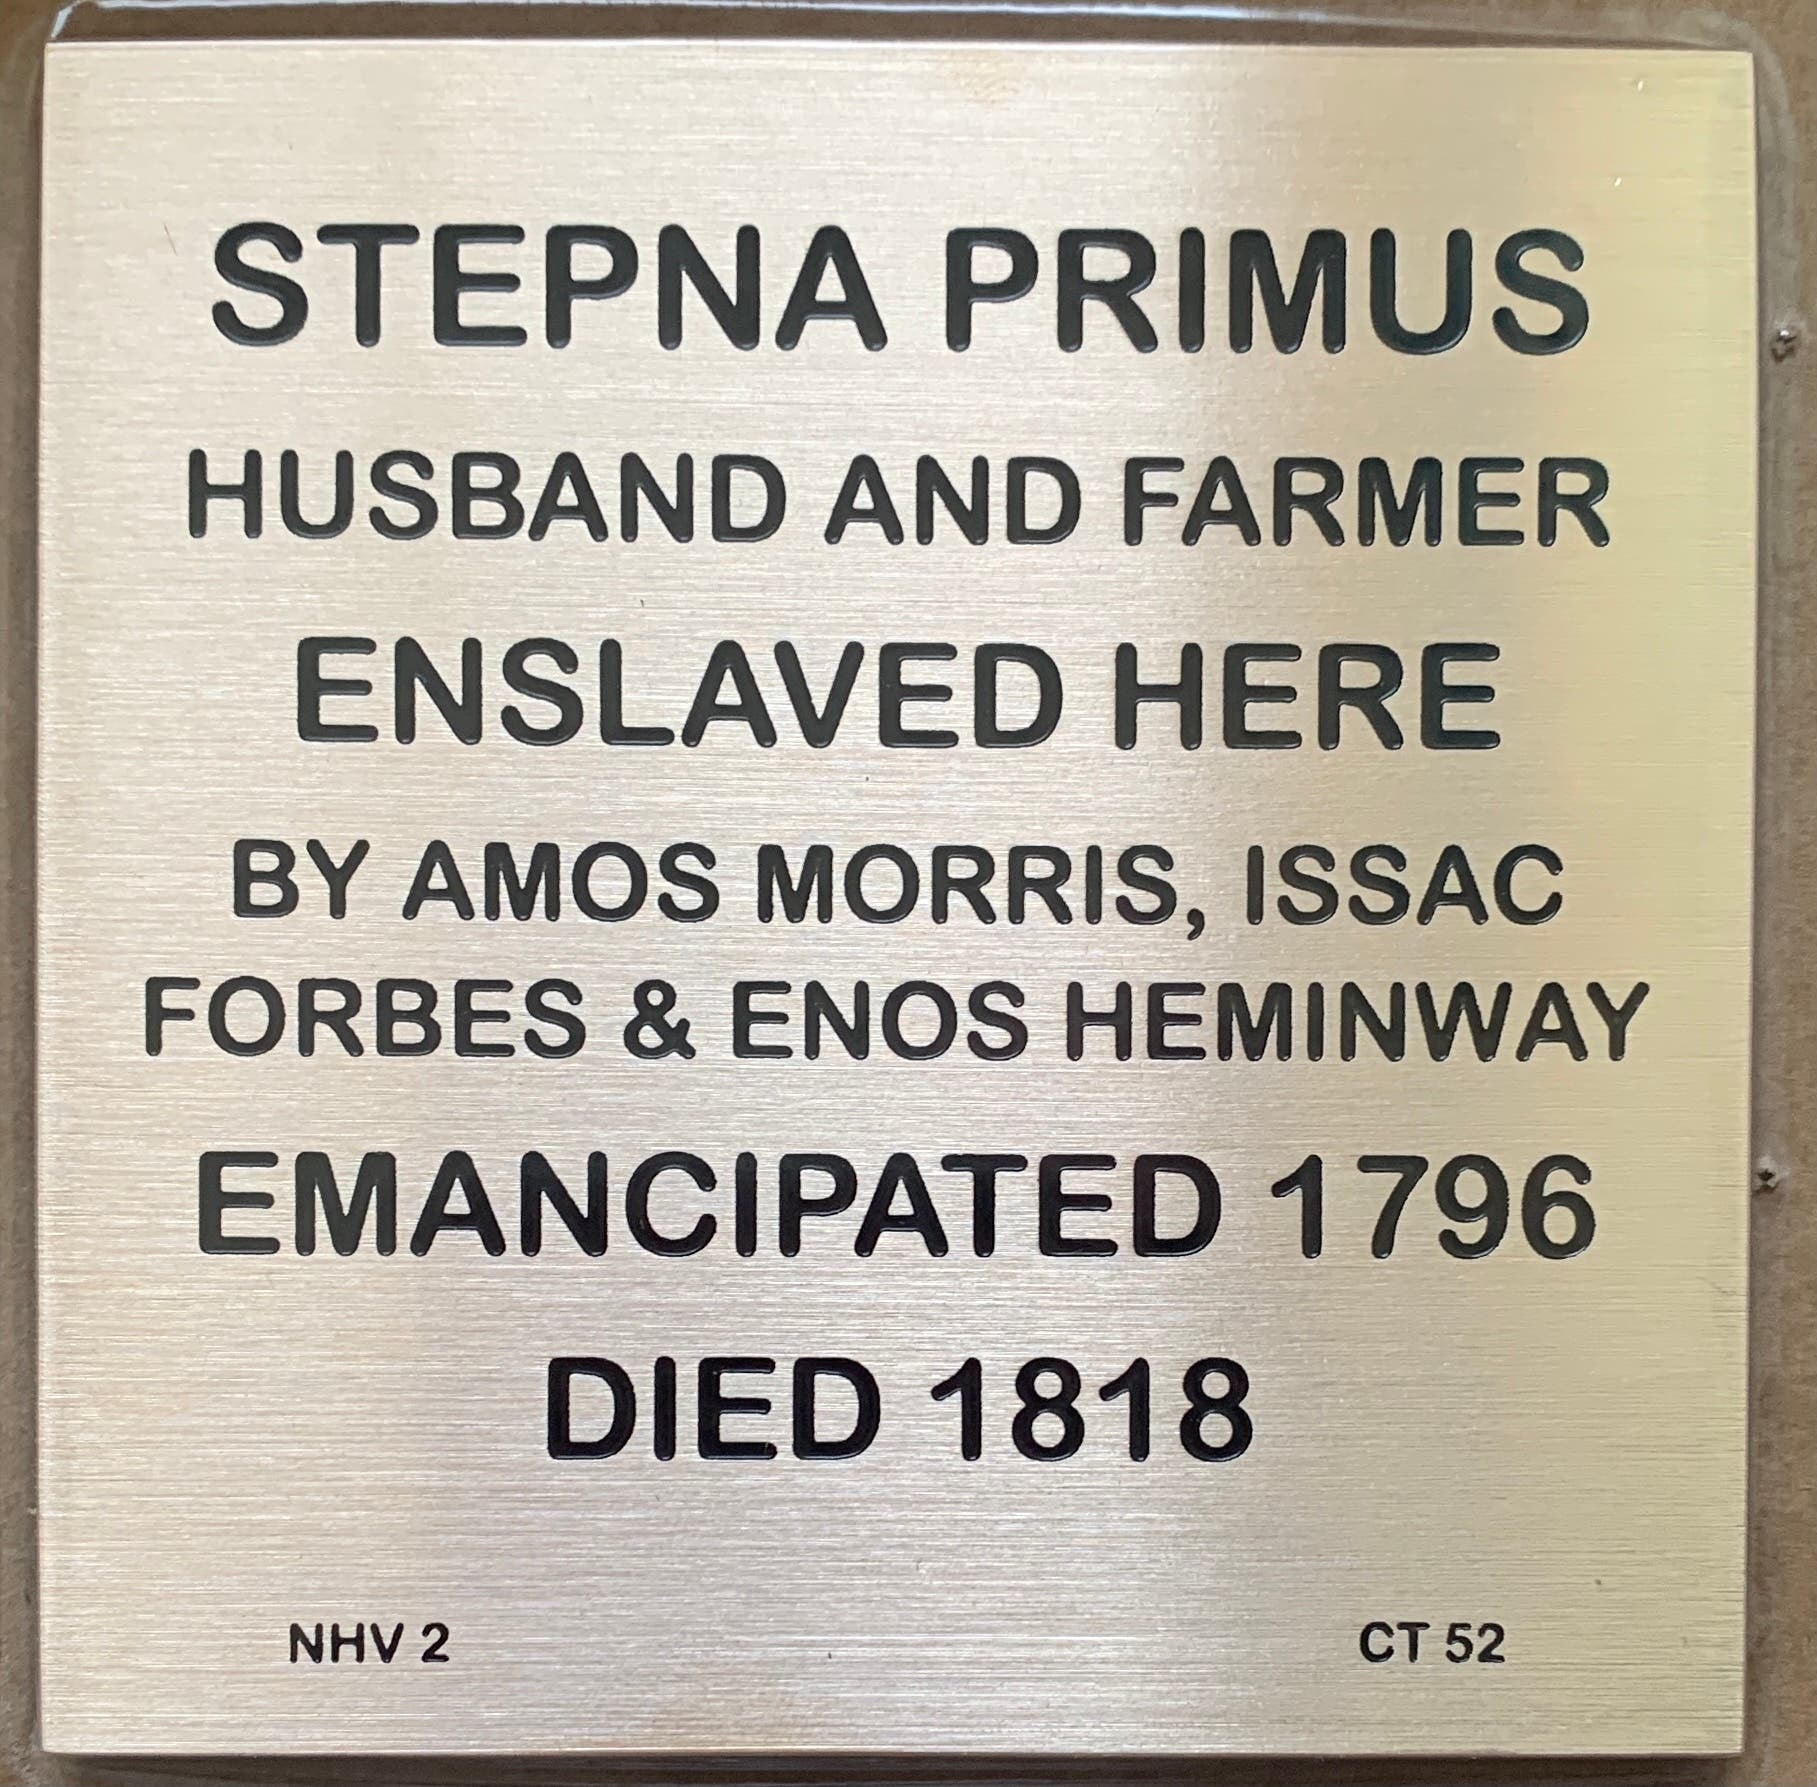 STEPNA PRIMUS
HUSBAND AND FARMER
ENSLAVED HERE
BY AMOS MORRIS, ISSAC
FORBES & ENOS HEMINWAY
EMANCIPATED 1796
DIED 1818
NHV 2 CT 52